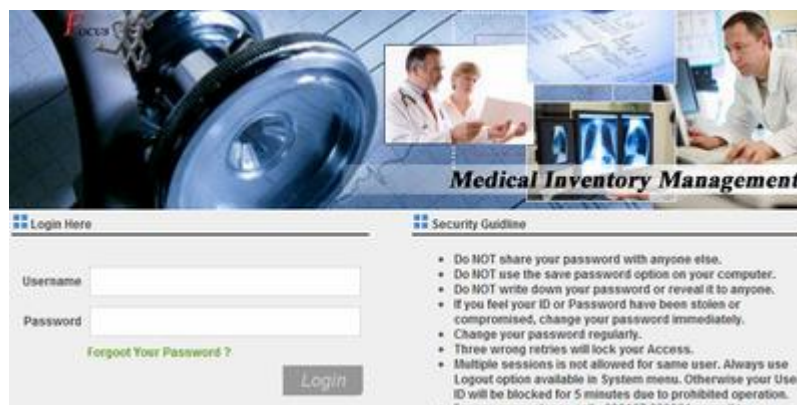 Focus
Medical Inventory Management
Login Here
Username
Password
Forgoot Your Password ?
Login
Security Guidline
Do NOT share your password with anyone else.
Do NOT use the save password option on your computer.
Do NOT write down your password or reveal it to anyone.
If you feel your ID or Password have been stolen or
compromised, change your password immediately.
Change your password regularly.
Three wrong retries will lock your Access.
Multiple sessions is not allowed for same user. Always use
Logout option available in System menu. Otherwise your User
ID will be blocked for 5 minutes due to prohibited operation.